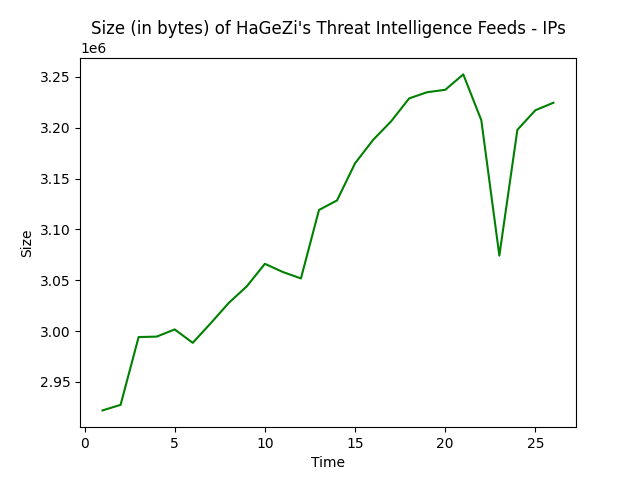 Size (in bytes) of HaGeZi's Threat Intelligence Feeds - IPs
1e6
3.25
3.20
3.15
3.10
3.05
3.00
2.95
Size
0 5 10 15 20 25
Time